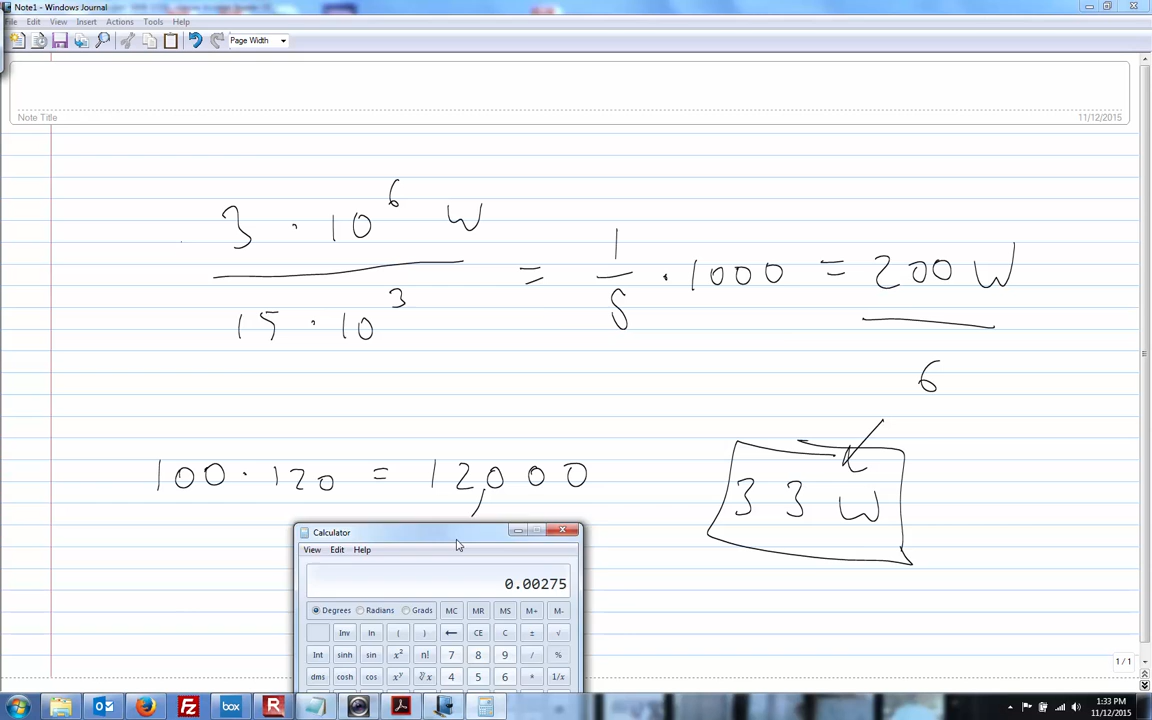 Note1 - Windows Journal
File Edit View Insert Actions Tools Help
Page Width
Note Title
11/12/2015
3 · 10^6 W
= 1/5 · 1000 = 200 W
15 · 10^3
6
100 · 120 = 12,000
33 W
Calculator
View Edit Help
0.00275
Degrees Radians Grads MC MR MS M+ M-
Inv ln ( ) ← CE C ± √
Int sinh sin x² n! 7 8 9 / %
dms cosh cos xʸ ʸ√x 4 5 6 * 1/x
1/1
box
1:33 PM
11/12/2015